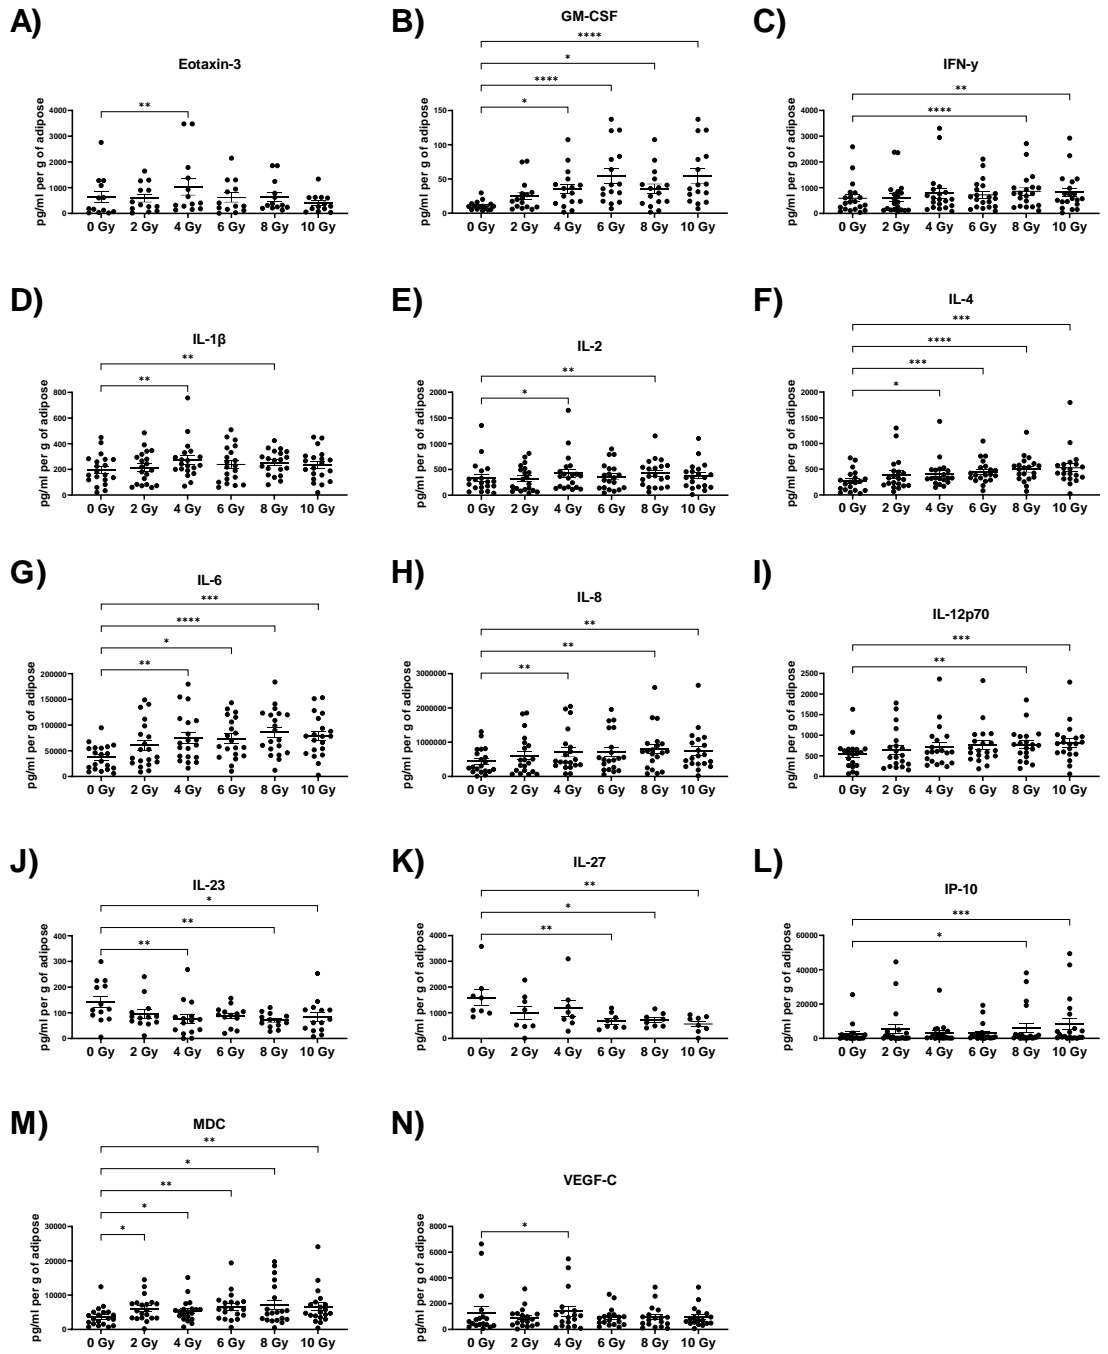 A)
Eotaxin-3
**
pg/ml per g of adipose
4000
3000
2000
1000
0
0 Gy 2 Gy 4 Gy 6 Gy 8 Gy 10 Gy
B)
GM-CSF
****
*
****
*
pg/ml per g of adipose
150
100
50
0
0 Gy 2 Gy 4 Gy 6 Gy 8 Gy 10 Gy
C)
IFN-y
**
****
pg/ml per g of adipose
4000
3000
2000
1000
0
0 Gy 2 Gy 4 Gy 6 Gy 8 Gy 10 Gy
D)
IL-1β
**
**
pg/ml per g of adipose
800
600
400
200
0
0 Gy 2 Gy 4 Gy 6 Gy 8 Gy 10 Gy
E)
IL-2
**
*
pg/ml per g of adipose
2000
1500
1000
500
0
0 Gy 2 Gy 4 Gy 6 Gy 8 Gy 10 Gy
F)
IL-4
***
****
***
*
pg/ml per g of adipose
2000
1500
1000
500
0
0 Gy 2 Gy 4 Gy 6 Gy 8 Gy 10 Gy
G)
IL-6
***
****
*
**
pg/ml per g of adipose
200000
150000
100000
50000
0
0 Gy 2 Gy 4 Gy 6 Gy 8 Gy 10 Gy
H)
IL-8
**
**
**
pg/ml per g of adipose
3000000
2000000
1000000
0
0 Gy 2 Gy 4 Gy 6 Gy 8 Gy 10 Gy
I)
IL-12p70
***
**
pg/ml per g of adipose
2500
2000
1500
1000
500
0
0 Gy 2 Gy 4 Gy 6 Gy 8 Gy 10 Gy
J)
IL-23
*
**
**
pg/ml per g of adipose
400
300
200
100
0
0 Gy 2 Gy 4 Gy 6 Gy 8 Gy 10 Gy
K)
IL-27
**
*
**
pg/ml per g of adipose
4000
3000
2000
1000
0
0 Gy 2 Gy 4 Gy 6 Gy 8 Gy 10 Gy
L)
IP-10
***
*
pg/ml per g of adipose
60000
40000
20000
0
0 Gy 2 Gy 4 Gy 6 Gy 8 Gy 10 Gy
M)
MDC
**
*
**
*
*
pg/ml per g of adipose
30000
20000
10000
0
0 Gy 2 Gy 4 Gy 6 Gy 8 Gy 10 Gy
N)
VEGF-C
*
pg/ml per g of adipose
8000
6000
4000
2000
0
0 Gy 2 Gy 4 Gy 6 Gy 8 Gy 10 Gy